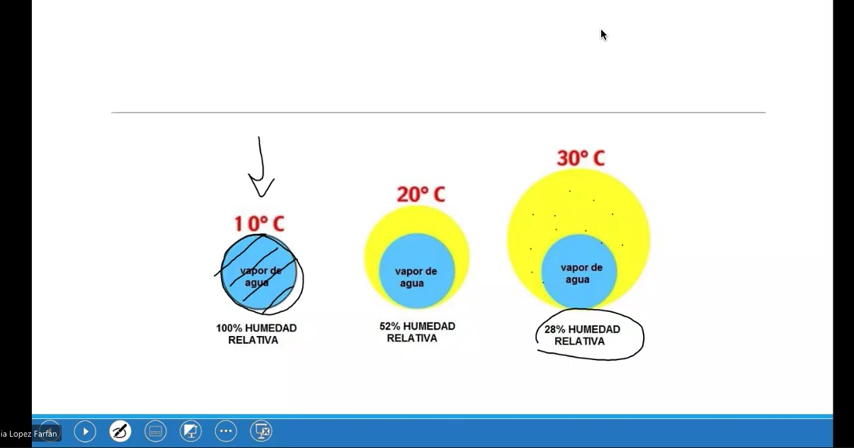 30° C
20° C
10° C
vapor de
agua
vapor de
agua
vapor de
agua
100% HUMEDAD
RELATIVA
52% HUMEDAD
RELATIVA
28% HUMEDAD
RELATIVA
ia Lopez Farfán